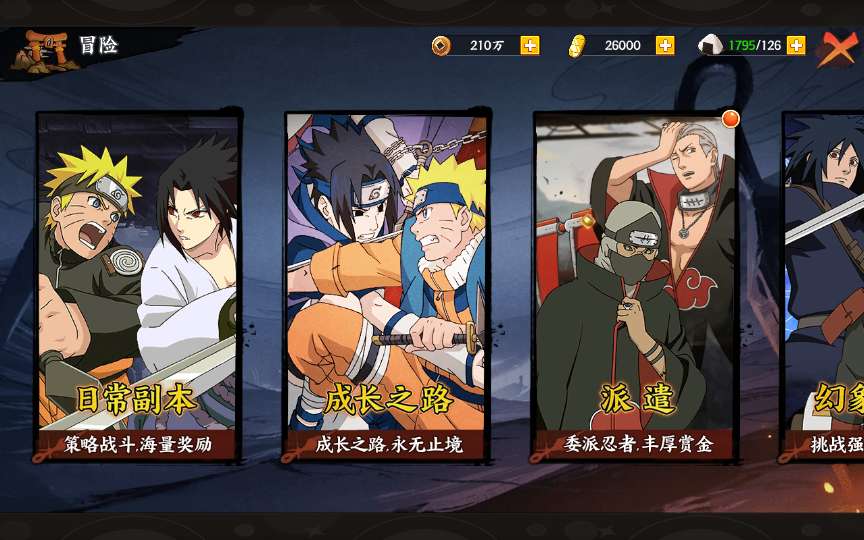 冒险
210万
26000
1795/126
日常副本
策略战斗,海量奖励
成长之路
成长之路,永无止境
派遣
委派忍者,丰厚赏金
幻象
挑战强